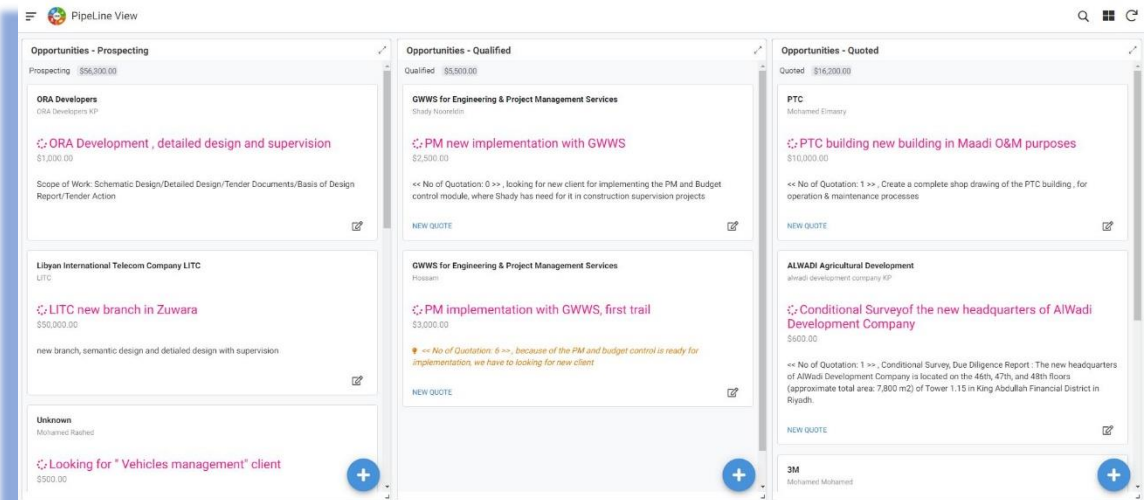 PipeLine View
Opportunities - Prospecting
Prospecting $56,300.00
ORA Developers
ORA Developers KP
ORA Development , detailed design and supervision
$1,000.00
Scope of Work: Schematic Design/Detailed Design/Tender Documents/Basis of Design
Report/Tender Action
Libyan International Telecom Company LITC
LITC
LITC new branch in Zuwara
$50,000.00
new branch, semantic design and detialed design with supervision
Unknown
Mohamed Rashed
Looking for " Vehicles management" client
$500.00
Opportunities - Qualified
Qualified $5,500.00
GWWS for Engineering & Project Management Services
Shady Nooreldin
PM new implementation with GWWS
$2,500.00
<< No of Quotation: 0 >> , looking for new client for implementing the PM and Budget
control module, where Shady has need for it in construction supervision projects
NEW QUOTE
GWWS for Engineering & Project Management Services
Hossam
PM implementation with GWWS, first trail
$3,000.00
<< No of Quotation: 6 >> , because of the PM and budget control is ready for
implementation, we have to looking for new client
NEW QUOTE
Opportunities - Quoted
Quoted $16,200.00
PTC
Mohamed Elmasry
PTC building new building in Maadi O&M purposes
$10,000.00
<< No of Quotation: 1 >> , Create a complete shop drawing of the PTC building , for
operation & maintenance processes
NEW QUOTE
ALWADI Agricultural Development
alwadi development company KP
Conditional Surveyof the new headquarters of AlWadi
Development Company
$600.00
<< No of Quotation: 1 >> , Conditional Survey, Due Diligence Report : The new headquarters
of AlWadi Development Company is located on the 46th, 47th, and 48th floors
(approximate total area: 7,800 m2) of Tower 1.15 in King Abdullah Financial District in
Riyadh.
NEW QUOTE
3M
Mohamed Mohamed